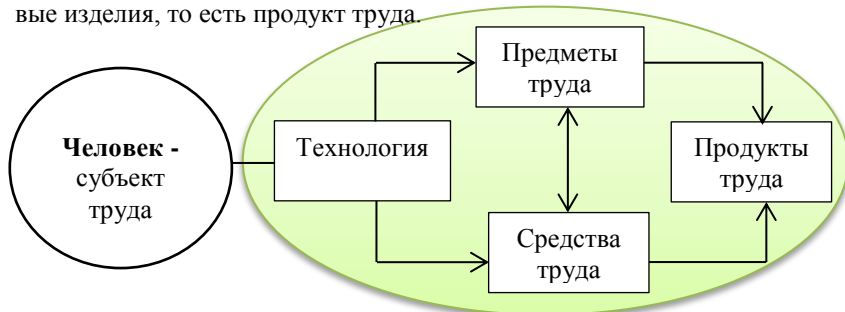 вые изделия, то есть продукт труда.
Предметы
труда
Человек -
субъект
труда
Технология
Продукты
труда
Средства
труда